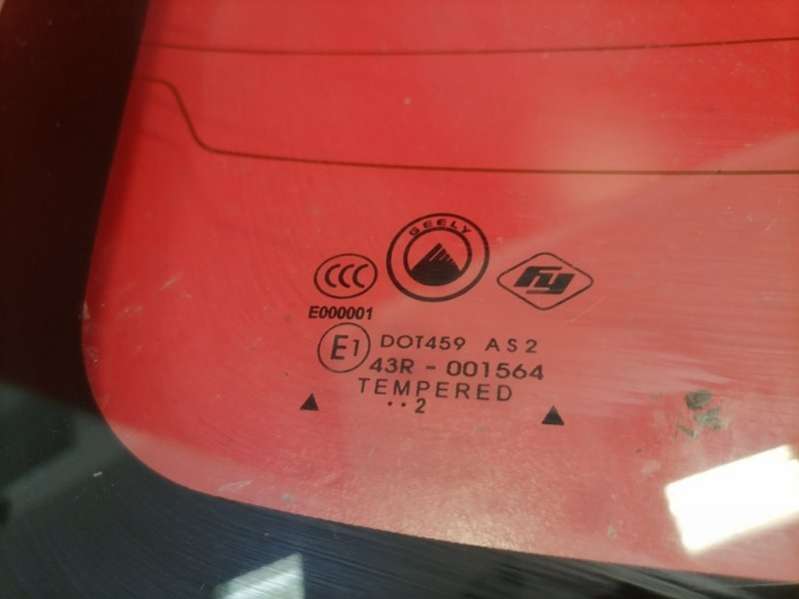 GEELY
CCC
FY
E000001
E1
DOT459 AS2
43R - 001564
TEMPERED
..2